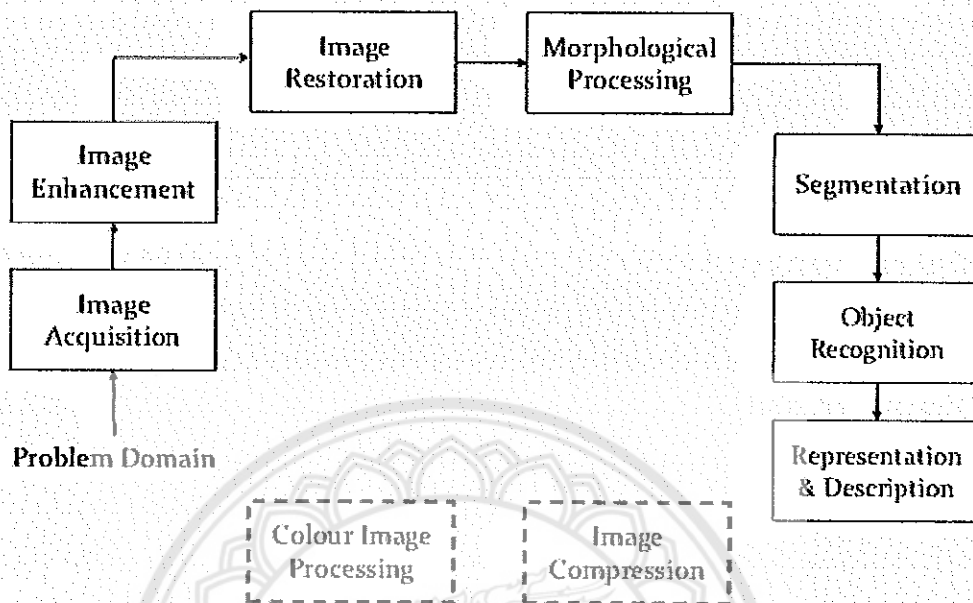 Image
Restoration
Morphological
Processing
Image
Enhancement
Segmentation
Image
Acquisition
Object
Recognition
Problem Domain
Representation
& Description
Colour Image
Processing
Image
Compression